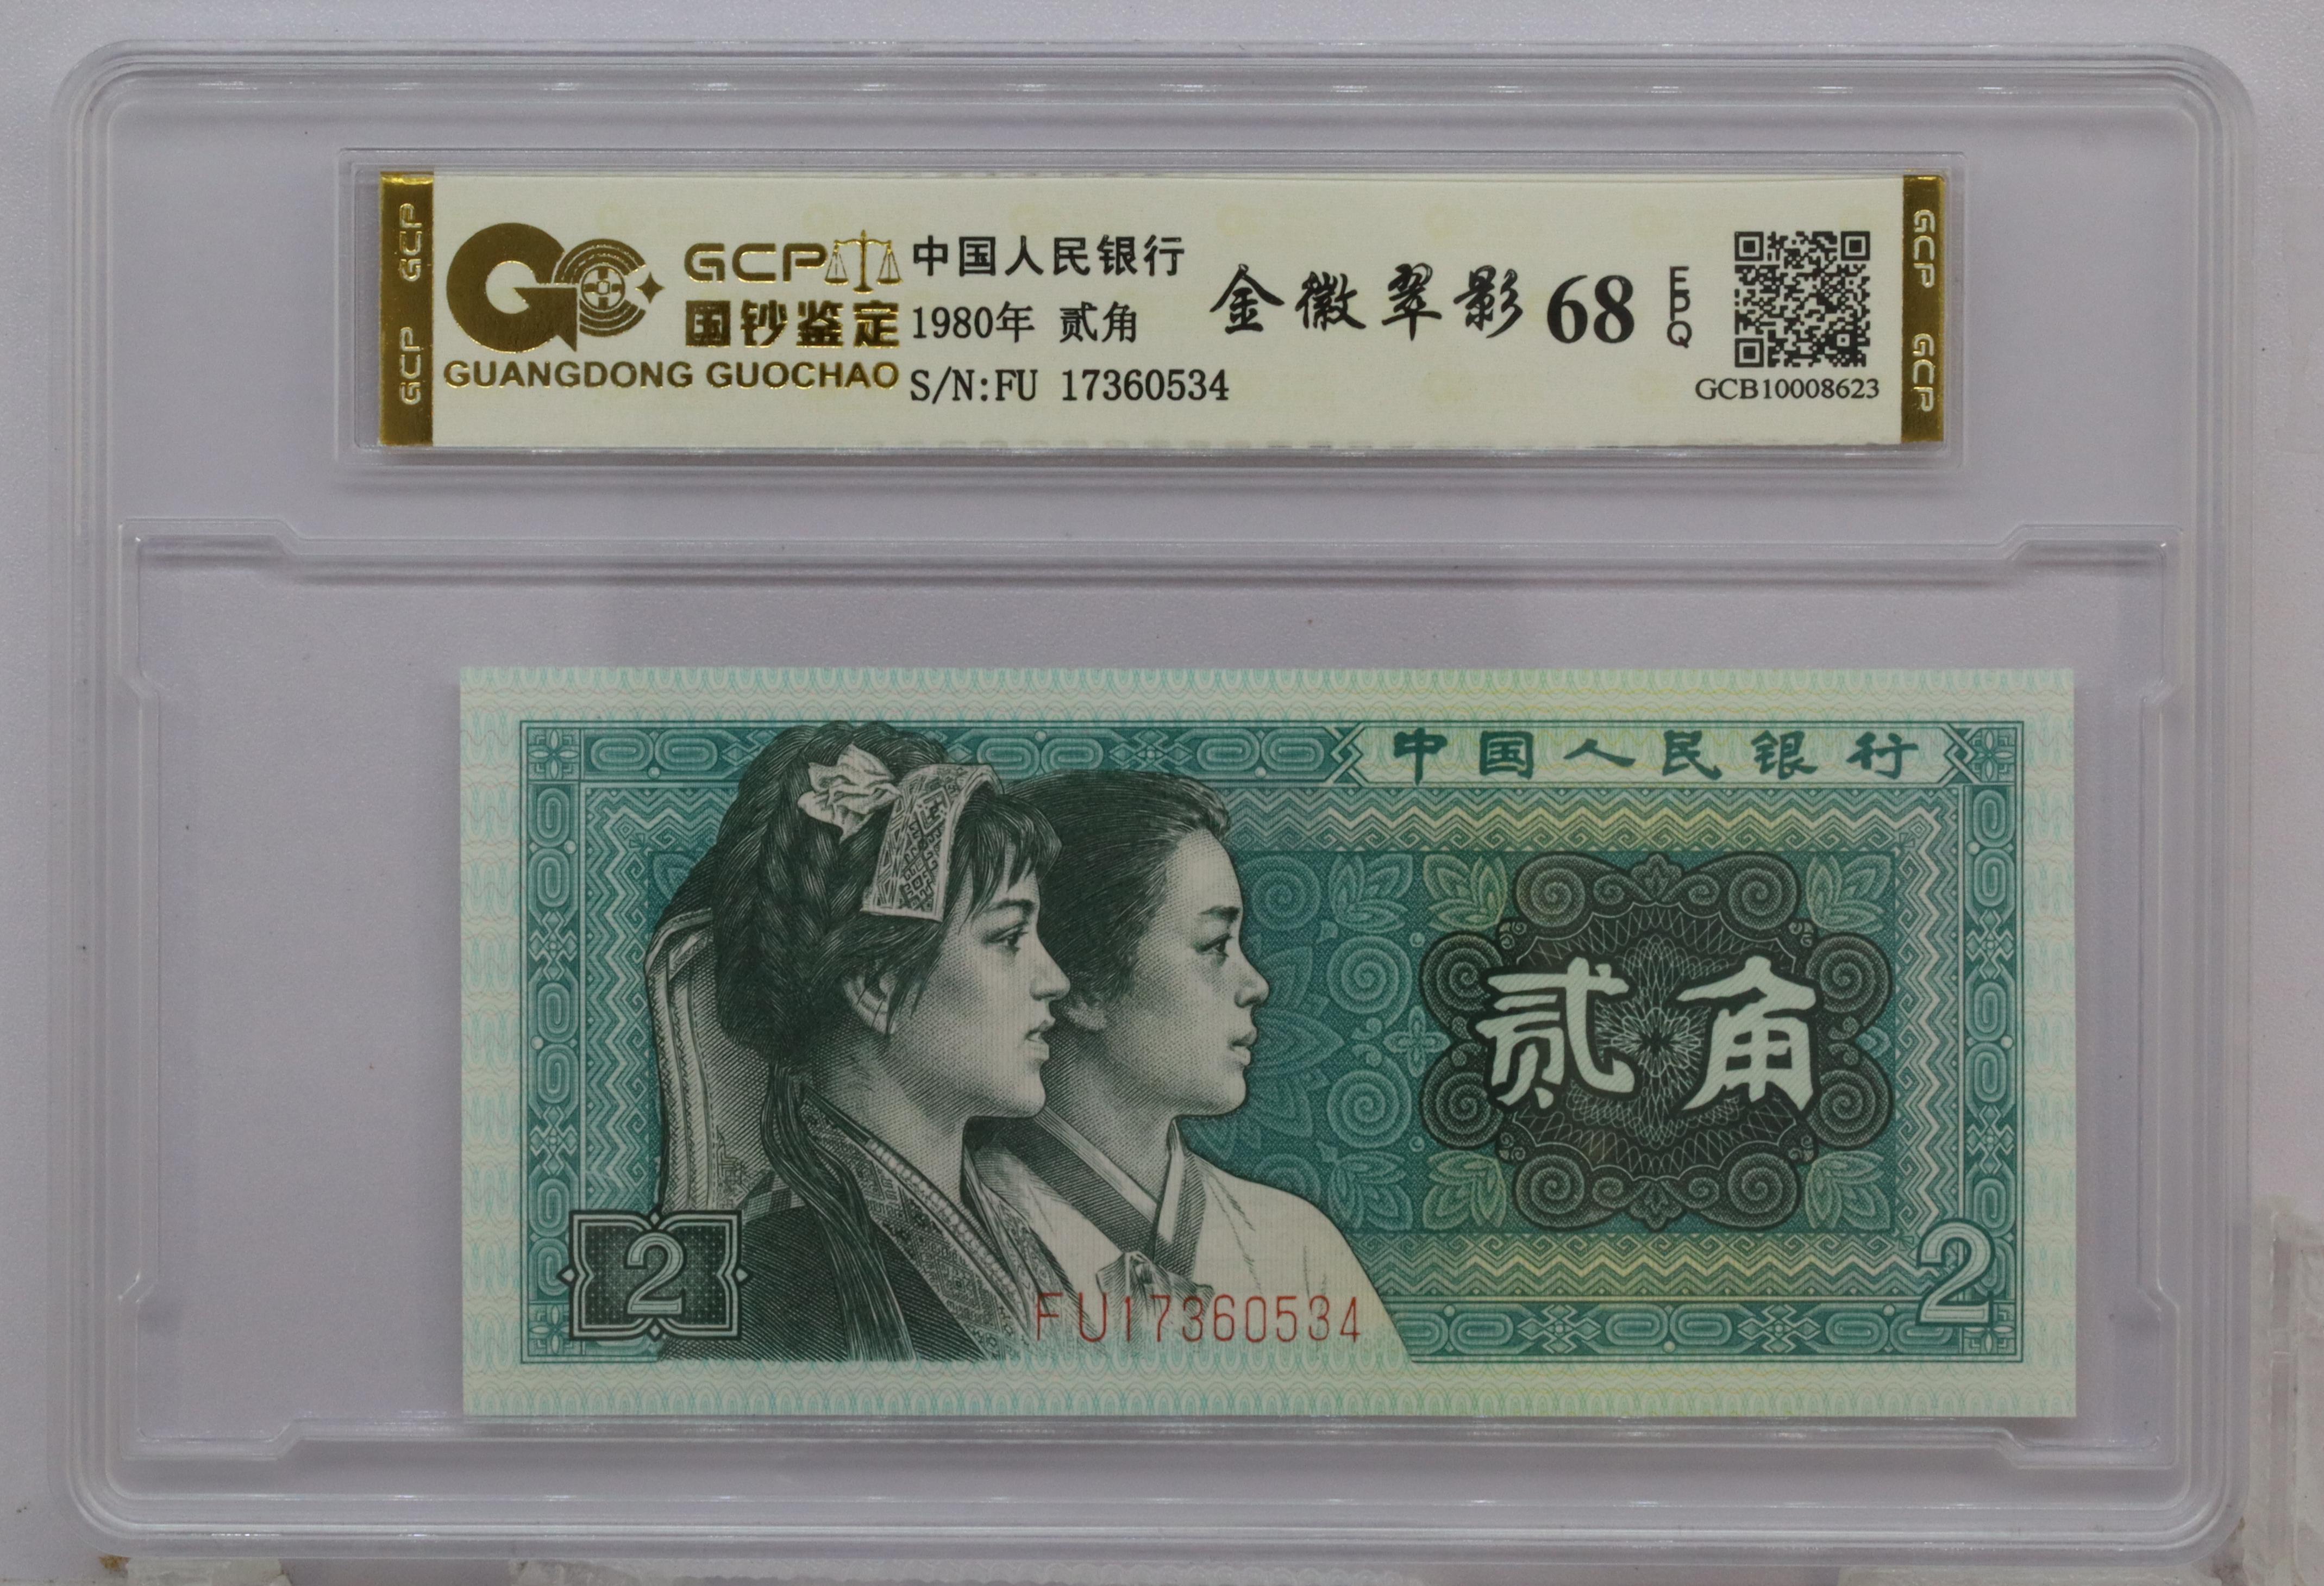 GCP GCP
GCP
国钞鉴定
GUANGDONG GUOCHAO
中国人民银行
1980年 贰角
S/N:FU 17360534
金徽翠影 68 EPQ
GCB10008623
GCP GCP
中国人民银行
贰角
2
2
FU17360534